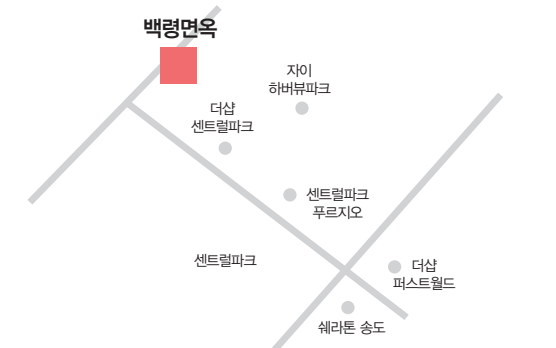 백령면옥
자이
하버뷰파크
더샵
센트럴파크
센트럴파크
푸르지오
센트럴파크
더샵
퍼스트월드
쉐라톤 송도